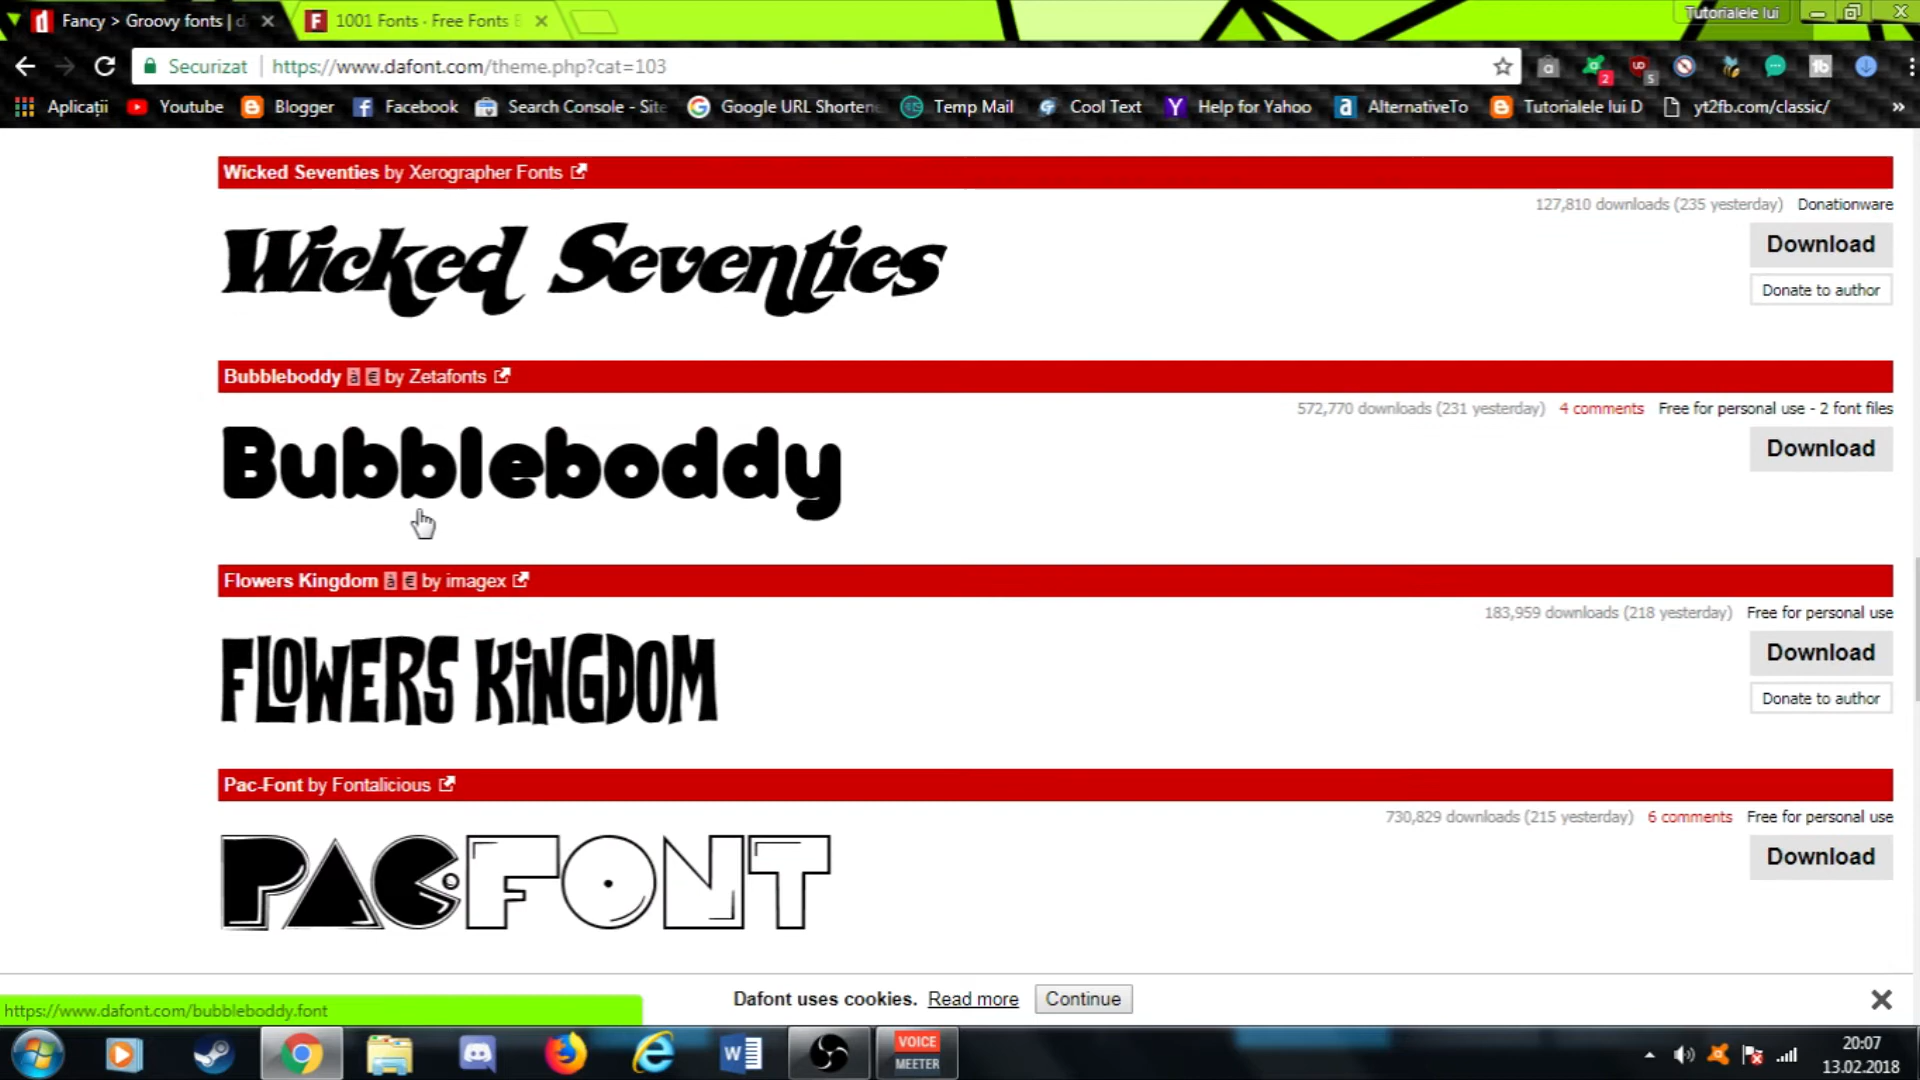 Fancy > Groovy fonts | d
1001 Fonts - Free Fonts B
Tutorialele lui
Securizat
https://www.dafont.com/theme.php?cat=103
2
5
Aplicații
Youtube
Blogger
Facebook
Search Console - Site
Google URL Shortene
Temp Mail
Cool Text
Help for Yahoo
AlternativeTo
Tutorialele lui D
yt2fb.com/classic/
»
Wicked Seventies by Xerographer Fonts
127,810 downloads (235 yesterday) Donationware
Wicked Seventies
Download
Donate to author
Bubbleboddy à € by Zetafonts
572,770 downloads (231 yesterday) 4 comments Free for personal use - 2 font files
Bubbleboddy
Download
Flowers Kingdom à € by imagex
183,959 downloads (218 yesterday) Free for personal use
FLOWERS KiNGDOM
Download
Donate to author
Pac-Font by Fontalicious
730,829 downloads (215 yesterday) 6 comments Free for personal use
PAC-FONT
Download
Dafont uses cookies. Read more Continue
https://www.dafont.com/bubbleboddy.font
VOICE
MEETER
20:07
13.02.2018